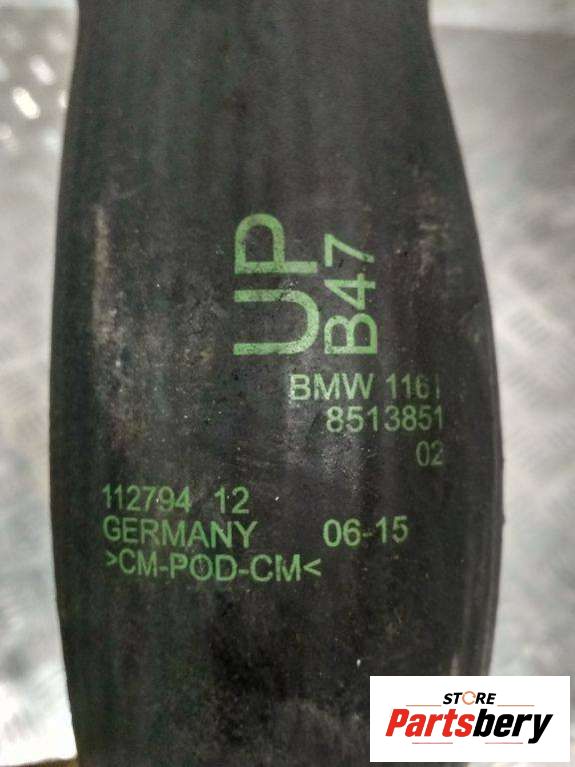 UP
B47
BMW 1161
8513851
02
112794 12
GERMANY 06-15
>CM-POD-CM<
STORE
Partsbery